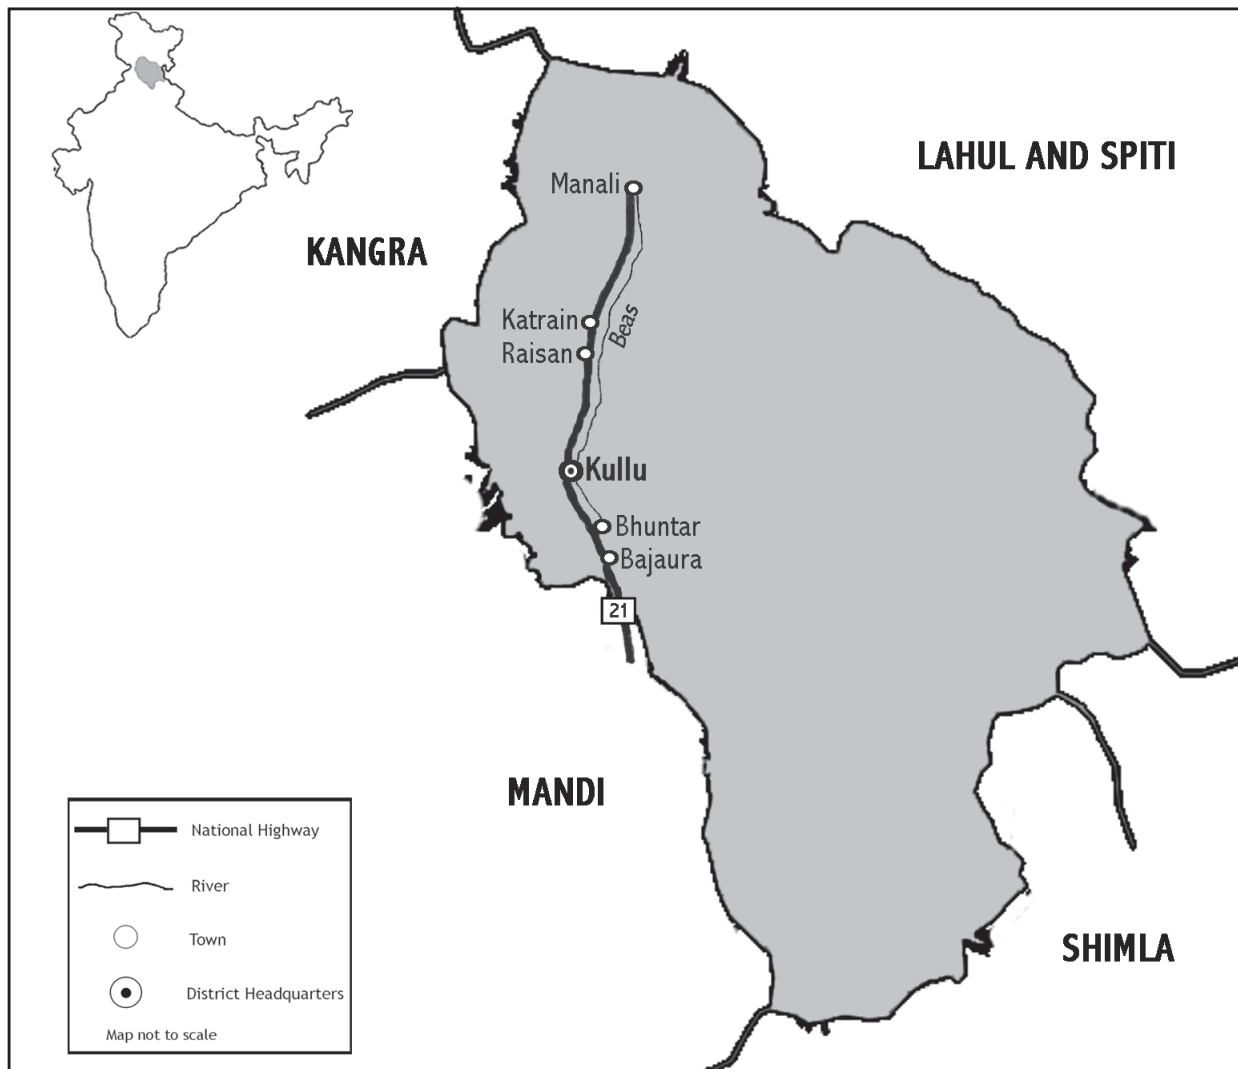 LAHUL AND SPITI
Manali
KANGRA
Katrain
Beas
Raisan
Kullu
Bhuntar
Bajaura
21
MANDI
National Highway
River
Town
SHIMLA
District Headquarters
Map not to scale